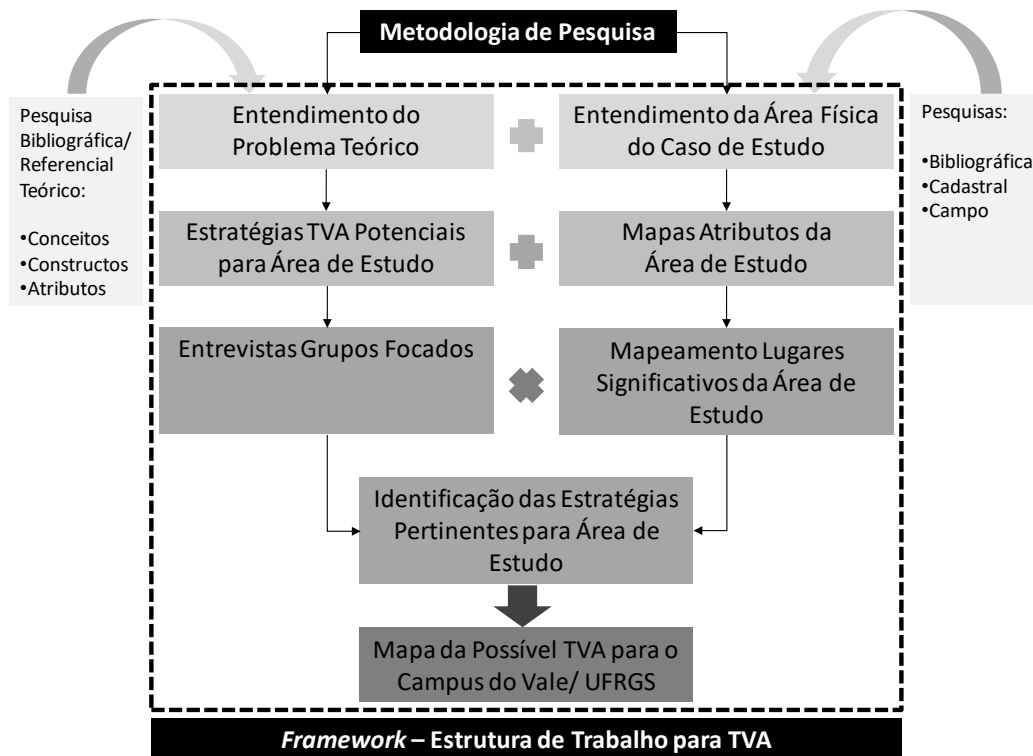 Metodologia de Pesquisa
Pesquisa
Bibliográfica/
Referencial
Teórico:
•Conceitos
•Constructos
•Atributos
Entendimento do
Problema Teórico
Entendimento da Área Física
do Caso de Estudo
Pesquisas:
•Bibliográfica
•Cadastral
•Campo
Estratégias TVA Potenciais
para Área de Estudo
Mapas Atributos da
Área de Estudo
Entrevistas Grupos Focados
Mapeamento Lugares
Significativos da Área de
Estudo
Identificação das Estratégias
Pertinentes para Área de
Estudo
Mapa da Possível TVA para o
Campus do Vale/ UFRGS
Framework – Estrutura de Trabalho para TVA